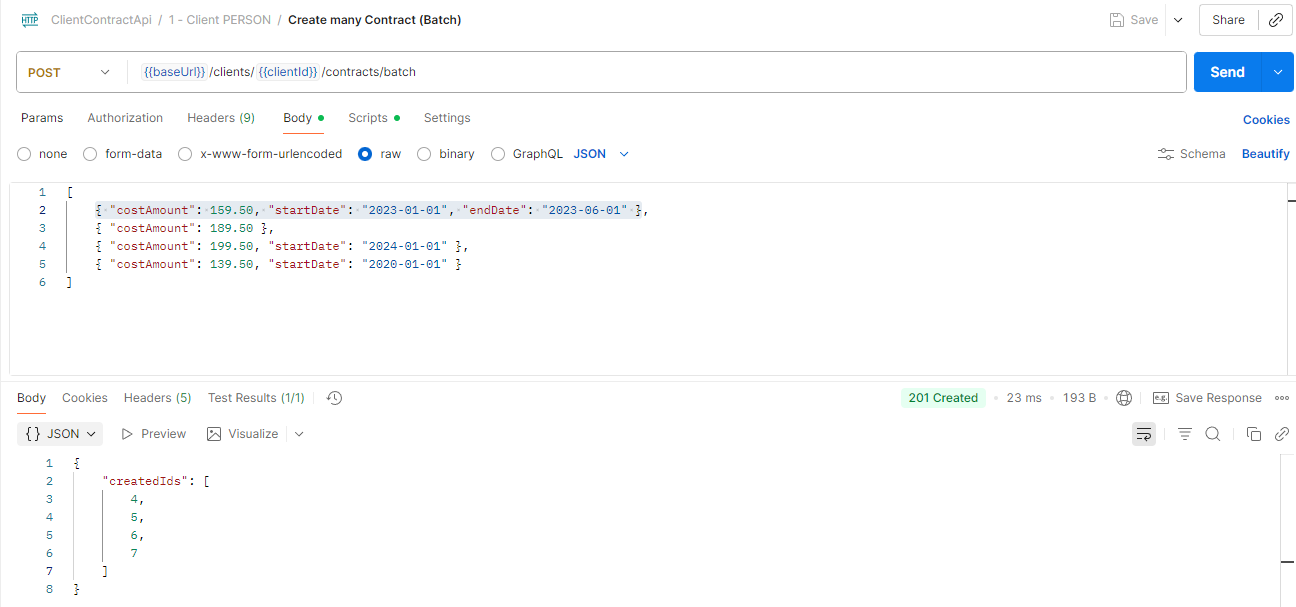 HTTP ClientContractApi / 1 - Client PERSON / Create many Contract (Batch) Save Share
POST {{baseUrl}}/clients/{{clientId}}/contracts/batch Send
Params Authorization Headers (9) Body Scripts Settings Cookies
none form-data x-www-form-urlencoded raw binary GraphQL JSON Schema Beautify
1 [
2 { "costAmount": 159.50, "startDate": "2023-01-01", "endDate": "2023-06-01" },
3 { "costAmount": 189.50 },
4 { "costAmount": 199.50, "startDate": "2024-01-01" },
5 { "costAmount": 139.50, "startDate": "2020-01-01" }
6 ]
Body Cookies Headers (5) Test Results (1/1) 201 Created • 23 ms • 193 B e.g. Save Response
{} JSON Preview Visualize
1 {
2 "createdIds": [
3 4,
4 5,
5 6,
6 7
7 ]
8 }